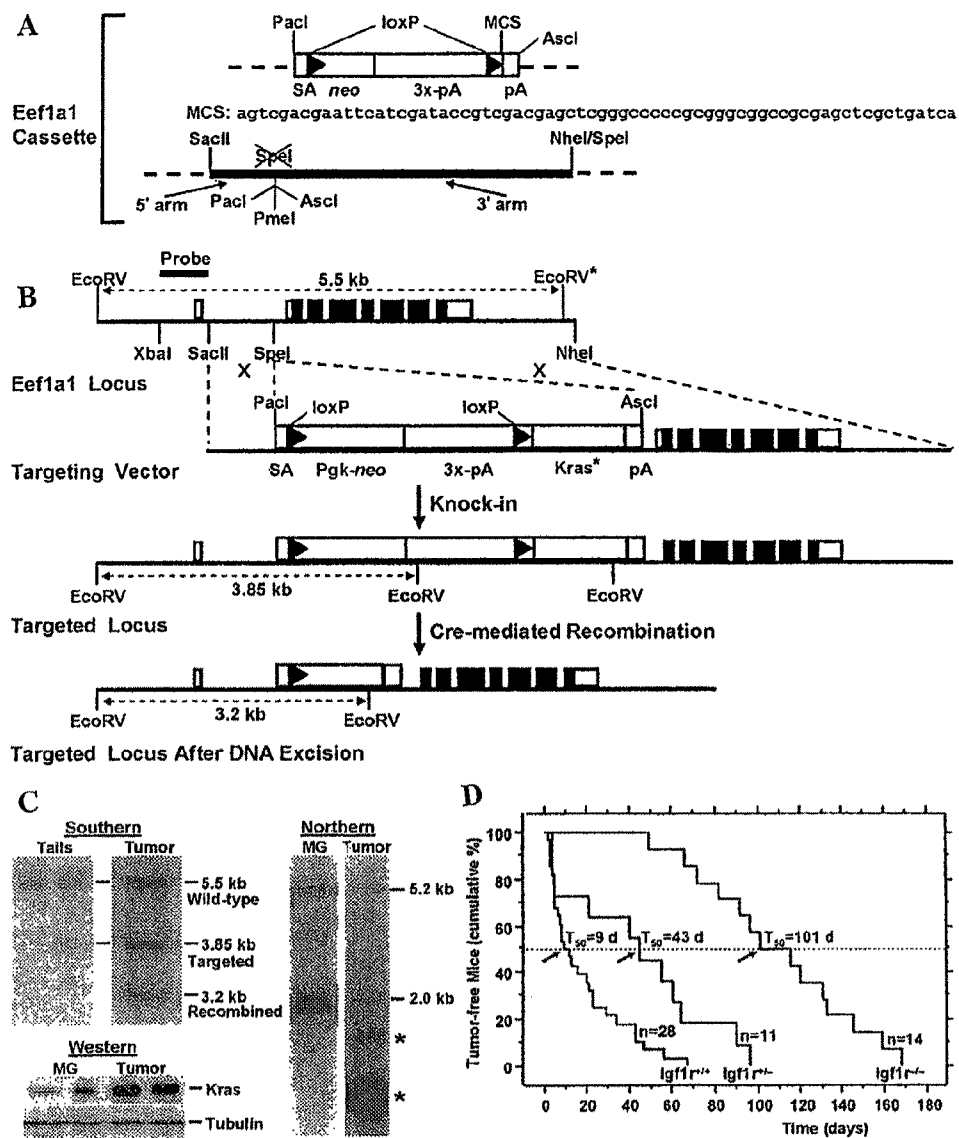 A
PacI loxP MCS AscI
SA neo 3x-pA pA
Eef1a1 Cassette
MCS: agtcgacgaattcatcgataccgtcgacgagctcgggcccccgcgggcggccgcgagctcgctgatca
SacII SpeI NheI/SpeI
5' arm PacI PmeI AscI 3' arm
B
Probe
EcoRV 5.5 kb EcoRV*
XbaI SacII SpeI NheI
X X
Eef1a1 Locus
PacI loxP loxP AscI
SA Pgk-neo 3x-pA Kras* pA
Targeting Vector
Knock-in
3.85 kb
EcoRV EcoRV EcoRV
Targeted Locus
Cre-mediated Recombination
3.2 kb
EcoRV EcoRV
Targeted Locus After DNA Excision
C
Southern
Tails Tumor
5.5 kb
Wild-type
3.85 kb
Targeted
3.2 kb
Recombined
Northern
MG Tumor
5.2 kb
2.0 kb
*
*
Western
MG Tumor
Kras
Tubulin
D
Tumor-free Mice (cumulative %)
100
80
60
40
20
0
T50=9 d T50=43 d T50=101 d
n=28 n=11 n=14
Igf1r+/+ Igf1r+/- Igf1r-/-
0 20 40 60 80 100 120 140 160 180
Time (days)